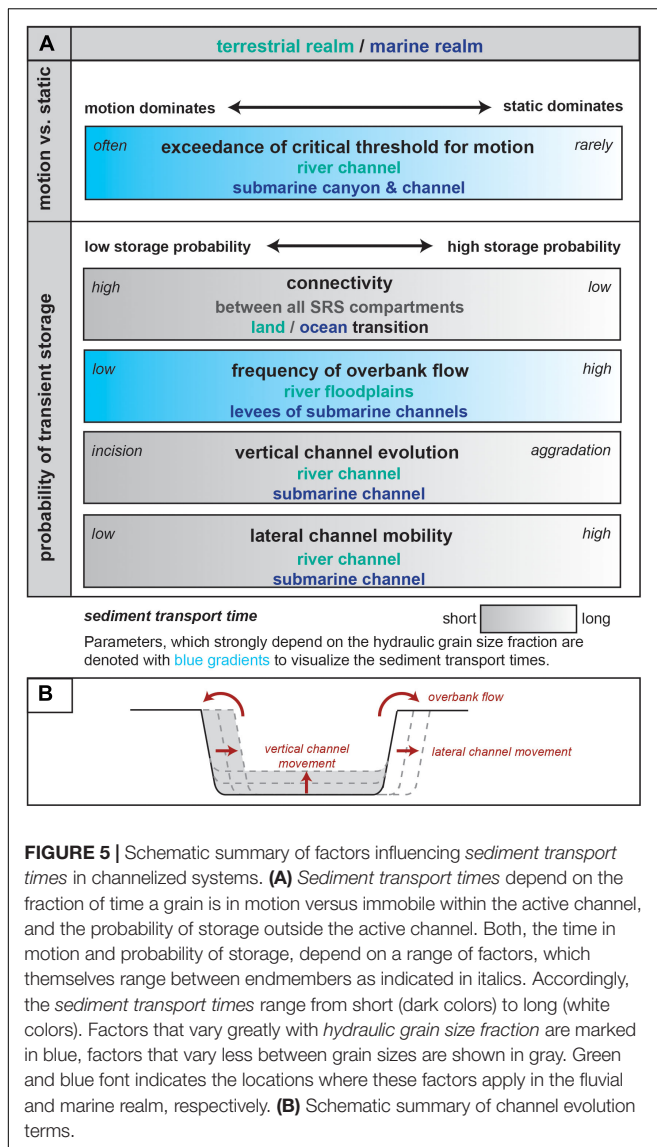 A
terrestrial realm / marine realm
motion vs. static
motion dominates
static dominates
often
exceedance of critical threshold for motion
rarely
river channel
submarine canyon & channel
probability of transient storage
low storage probability
high storage probability
high
connectivity
low
between all SRS compartments
land / ocean transition
low
frequency of overbank flow
high
river floodplains
levees of submarine channels
incision
vertical channel evolution
aggradation
river channel
submarine channel
low
lateral channel mobility
high
river channel
submarine channel
sediment transport time
short
long
Parameters, which strongly depend on the hydraulic grain size fraction are
denoted with blue gradients to visualize the sediment transport times.
B
overbank flow
vertical channel
movement
lateral channel movement
FIGURE 5 | Schematic summary of factors influencing sediment transport
times in channelized systems. (A) Sediment transport times depend on the
fraction of time a grain is in motion versus immobile within the active channel,
and the probability of storage outside the active channel. Both, the time in
motion and probability of storage, depend on a range of factors, which
themselves range between endmembers as indicated in italics. Accordingly,
the sediment transport times range from short (dark colors) to long (white
colors). Factors that vary greatly with hydraulic grain size fraction are marked
in blue, factors that vary less between grain sizes are shown in gray. Green
and blue font indicates the locations where these factors apply in the fluvial
and marine realm, respectively. (B) Schematic summary of channel evolution
terms.